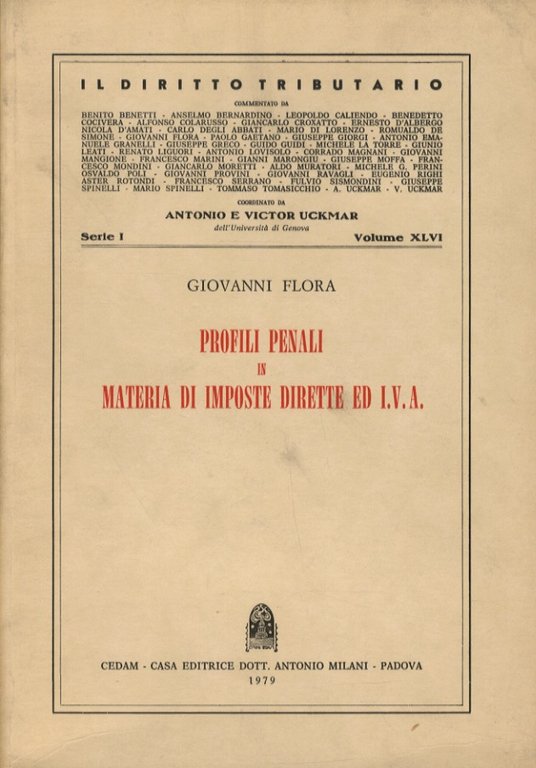 IL DIRITTO TRIBUTARIO
COMMENTATO DA
BENITO BENETTI - ANSELMO BERNARDINO - LEOPOLDO CALIENDO - BENEDETTO
COCIVERA - ALFONSO COLARUSSO - GIANCARLO CROXATTO - ERNESTO D'ALBERGO
NICOLA D'AMATI - CARLO DEGLI ABBATI - MARIO DI LORENZO - ROMUALDO DE
SIMONE - GIOVANNI FLORA - PAOLO GAETANO - GIUSEPPE GIORGI - ANTONIO EMA-
NUELE GRANELLI - GIUSEPPE GRECO - GUIDO GUIDI - MICHELE LA TORRE - GIUNIO
LEATI - RENATO LIGUORI - ANTONIO LOVISOLO - CORRADO MAGNANI - GIOVANNI
MANGIONE - FRANCESCO MARINI - GIANNI MARONGIU - GIUSEPPE MOFFA - FRAN-
CESCO MONDINI - GIANCARLO MORETTI - ALDO MURATORI - MICHELE G. PERINI
OSVALDO POLI - GIOVANNI PROVINI - GIOVANNI RAVAGLI - EUGENIO RIGHI
ASTER ROTONDI - FRANCESCO SERRANO - FULVIO SISMONDINI - GIUSEPPE
SPINELLI - MARIO SPINELLI - TOMMASO TOMASICCHIO - A. UCKMAR - V. UCKMAR
COORDINATO DA
ANTONIO E VICTOR UCKMAR
dell'Università di Genova
Serie I Volume XLVI
GIOVANNI FLORA
PROFILI PENALI
IN
MATERIA DI IMPOSTE DIRETTE ED I.V.A.
CEDAM - CASA EDITRICE DOTT. ANTONIO MILANI - PADOVA
1979